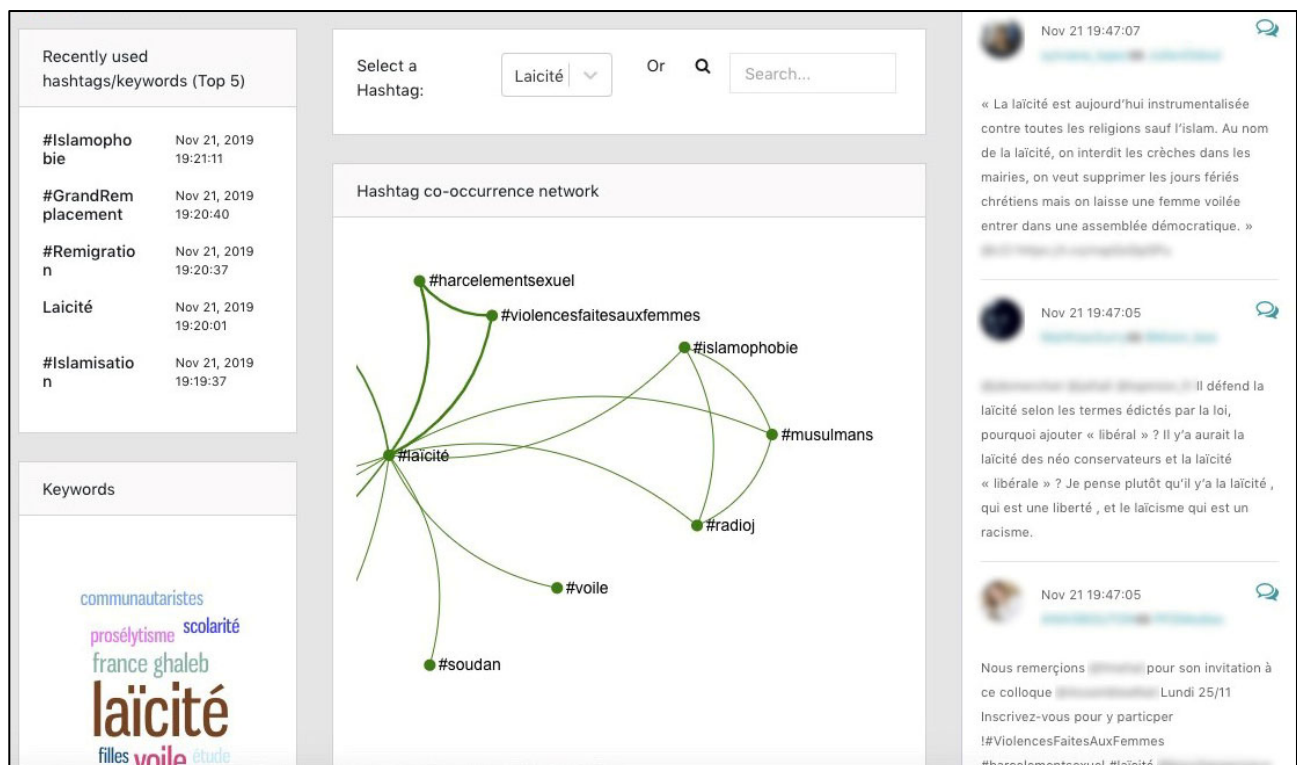 Recently used
hashtags/keywords (Top 5)
#Islamopho
bie
Nov 21, 2019
19:21:11
#GrandRem
placement
Nov 21, 2019
19:20:40
#Remigratio
n
Nov 21, 2019
19:20:37
Laicité
Nov 21, 2019
19:20:01
#Islamisatio
n
Nov 21, 2019
19:19:37
Keywords
communautaristes
prosélytisme
scolarité
france ghaleb
laïcité
filles
voile
étude
Select a
Hashtag:
Laicité
Or
Search...
Hashtag co-occurrence network
#harcelementsexuel
#violencesfaitesauxfemmes
#islamophobie
#musulmans
#laïcité
#radioj
#voile
#soudan
Nov 21 19:47:07
« La laïcité est aujourd'hui instrumentalisée
contre toutes les religions sauf l'islam. Au nom
de la laïcité, on interdit les crèches dans les
mairies, on veut supprimer les jours fériés
chrétiens mais on laisse une femme voilée
entrer dans une assemblée démocratique. »
Nov 21 19:47:05
Il défend la
laïcité selon les termes édictés par la loi,
pourquoi ajouter « libéral » ? Il y'a aurait la
laïcité des néo conservateurs et la laïcité
« libérale » ? Je pense plutôt qu'il y'a la laïcité ,
qui est une liberté , et le laïcisme qui est un
racisme.
Nov 21 19:47:05
Nous remerçions pour son invitation à
ce colloque Lundi 25/11
Inscrivez-vous pour y particper
!#ViolencesFaitesAuxFemmes
#harcelementsexuel #laïcité